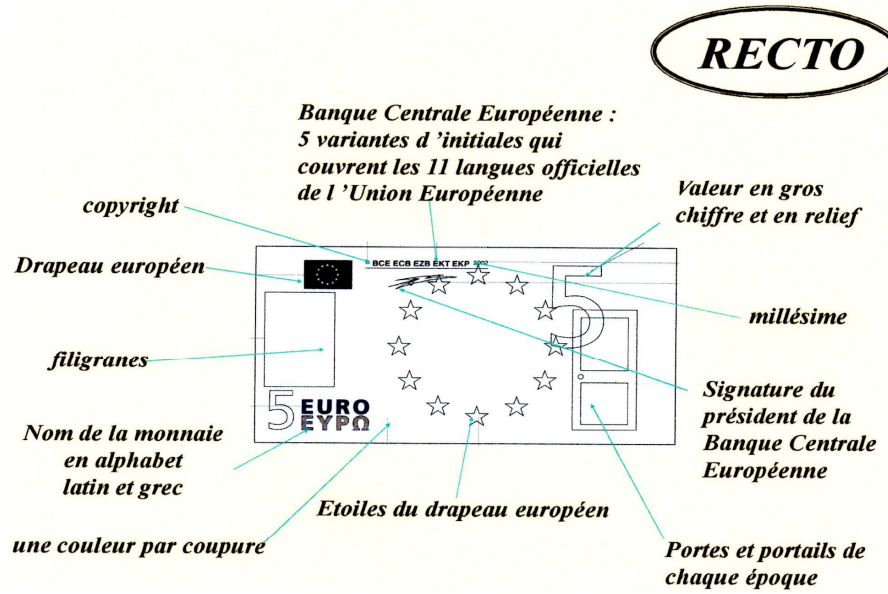 RECTO
Banque Centrale Européenne :
5 variantes d ’initiales qui
couvrent les 11 langues officielles
de l ’Union Européenne
copyright
Valeur en gros
chiffre et en relief
Drapeau européen
BCE ECB EZB EKT EKP 2002
5
millésime
filigranes
Signature du
président de la
Banque Centrale
Européenne
5 EURO
ΕΥΡΩ
Nom de la monnaie
en alphabet
latin et grec
Etoiles du drapeau européen
une couleur par coupure
Portes et portails de
chaque époque